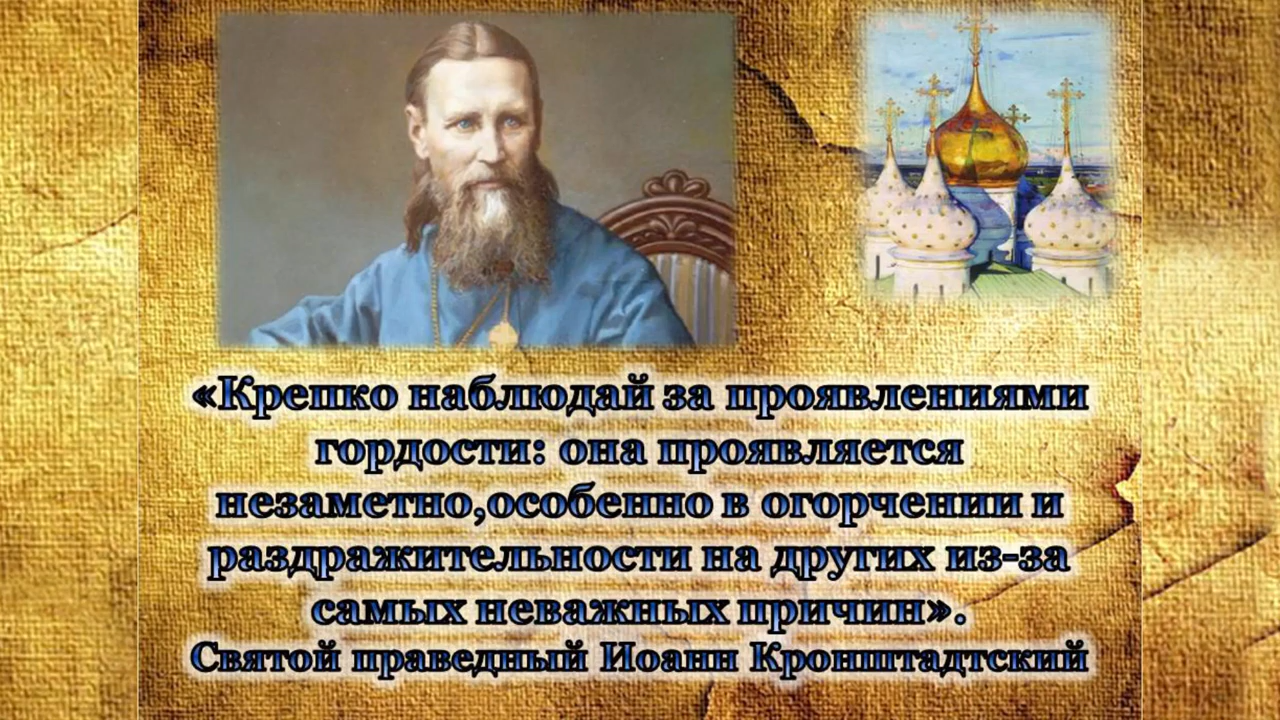 «Крепко наблюдай за проявлениями
гордости: она проявляется
незаметно,особенно в огорчении и
раздражительности на других из-за
самых неважных причин».
Святой праведный Иоанн Кронштадтский